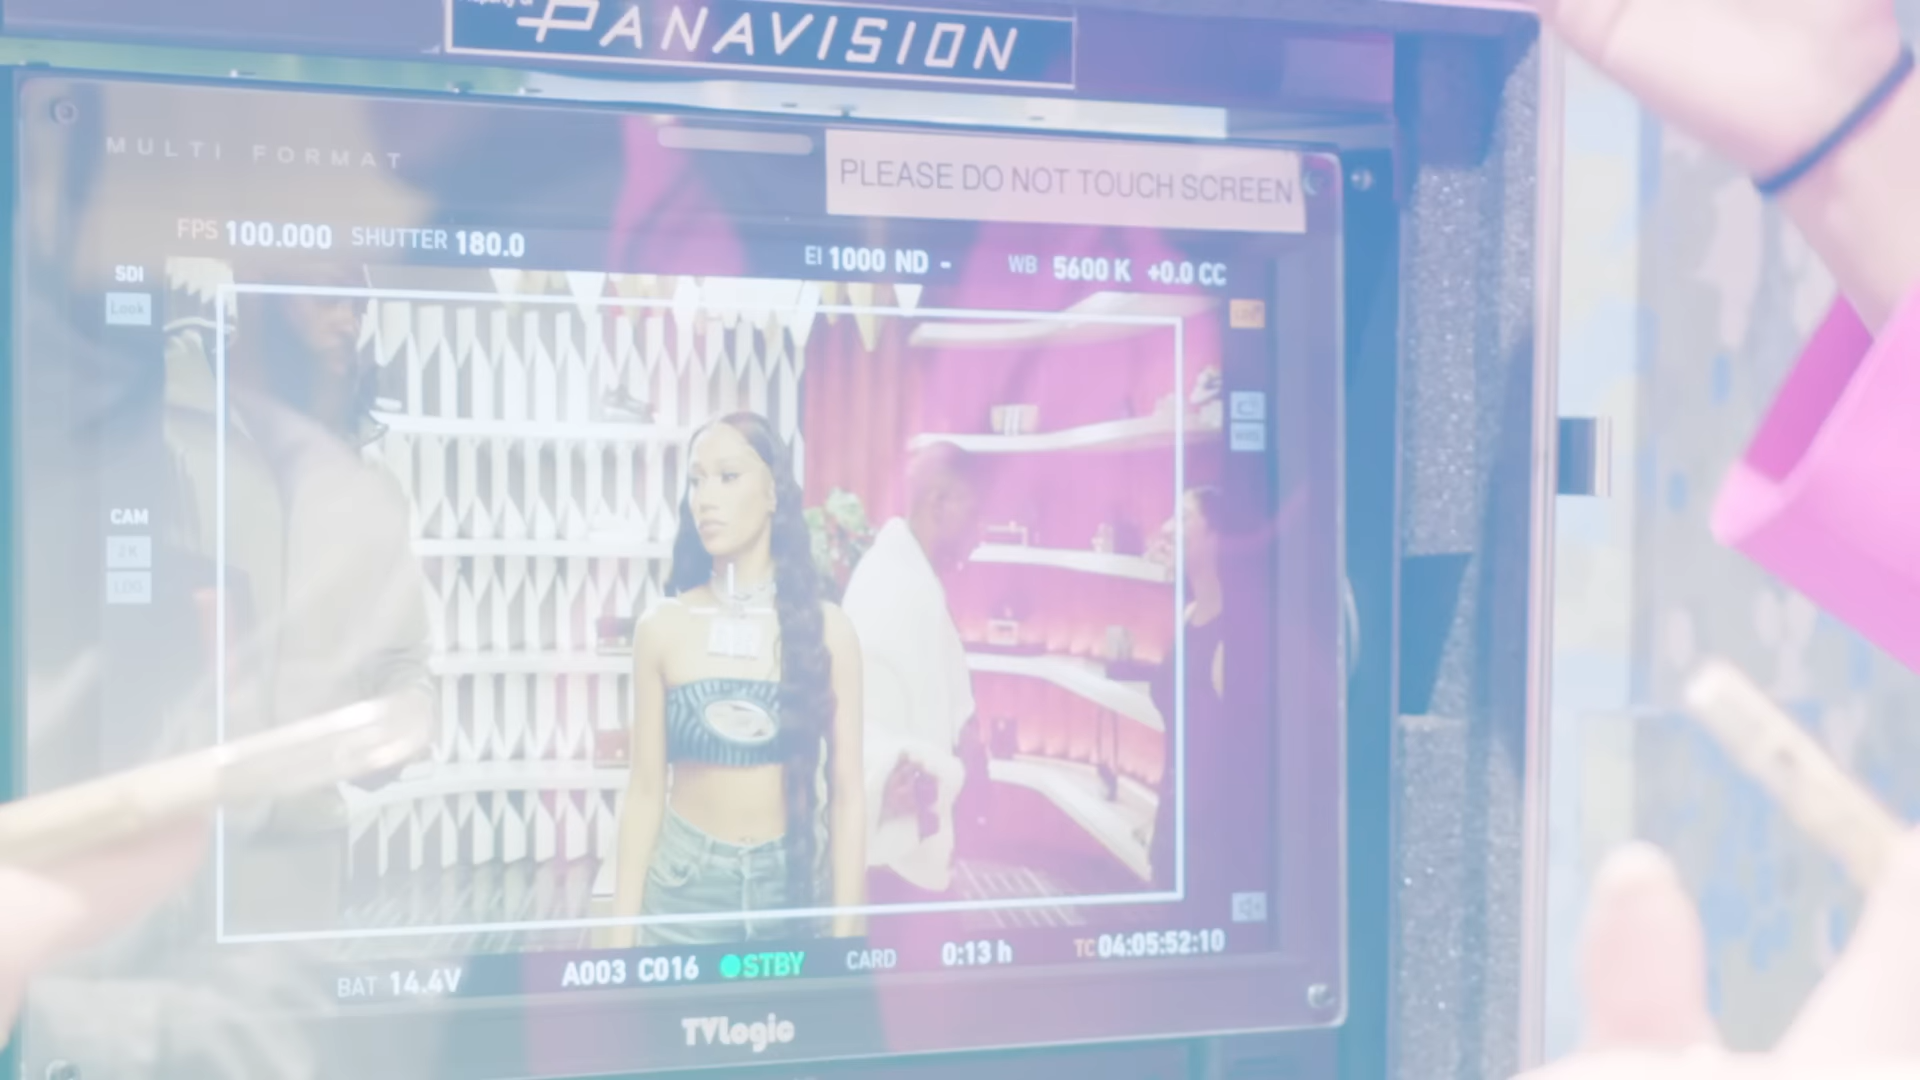 PANAVISION
MULTI FORMAT
PLEASE DO NOT TOUCH SCREEN
FPS 100.000 SHUTTER 180.0 EI 1000 ND - WB 5600 K +0.0 CC
SDI
Look
CAM
BAT 14.4V A003 C016 STBY CARD 0:13 h TC 04:05:52:10
TVLogic